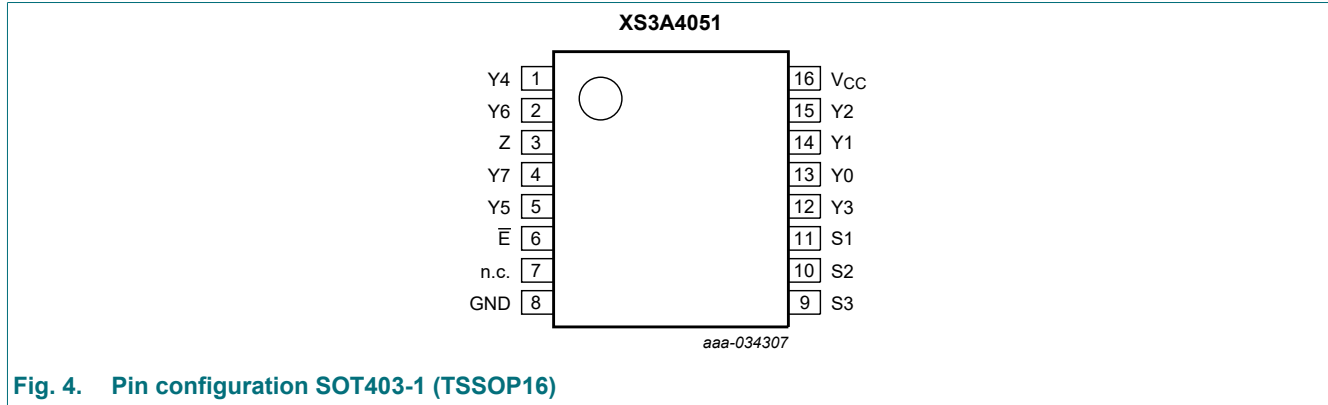 XS3A4051
Y4 1 16 VCC
Y6 2 15 Y2
Z 3 14 Y1
Y7 4 13 Y0
Y5 5 12 Y3
E̅ 6 11 S1
n.c. 7 10 S2
GND 8 9 S3
aaa-034307
Fig. 4. Pin configuration SOT403-1 (TSSOP16)